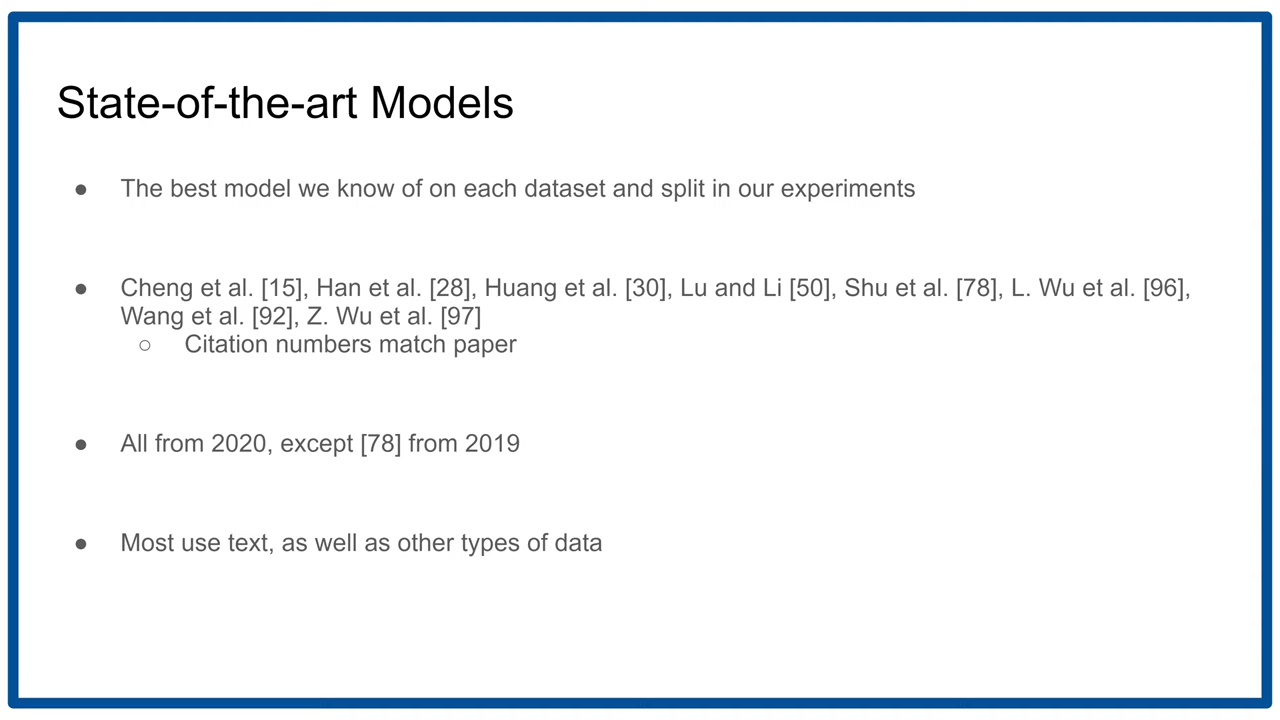 State-of-the-art Models
● The best model we know of on each dataset and split in our experiments
● Cheng et al. [15], Han et al. [28], Huang et al. [30], Lu and Li [50], Shu et al. [78], L. Wu et al. [96],
Wang et al. [92], Z. Wu et al. [97]
○ Citation numbers match paper
● All from 2020, except [78] from 2019
● Most use text, as well as other types of data